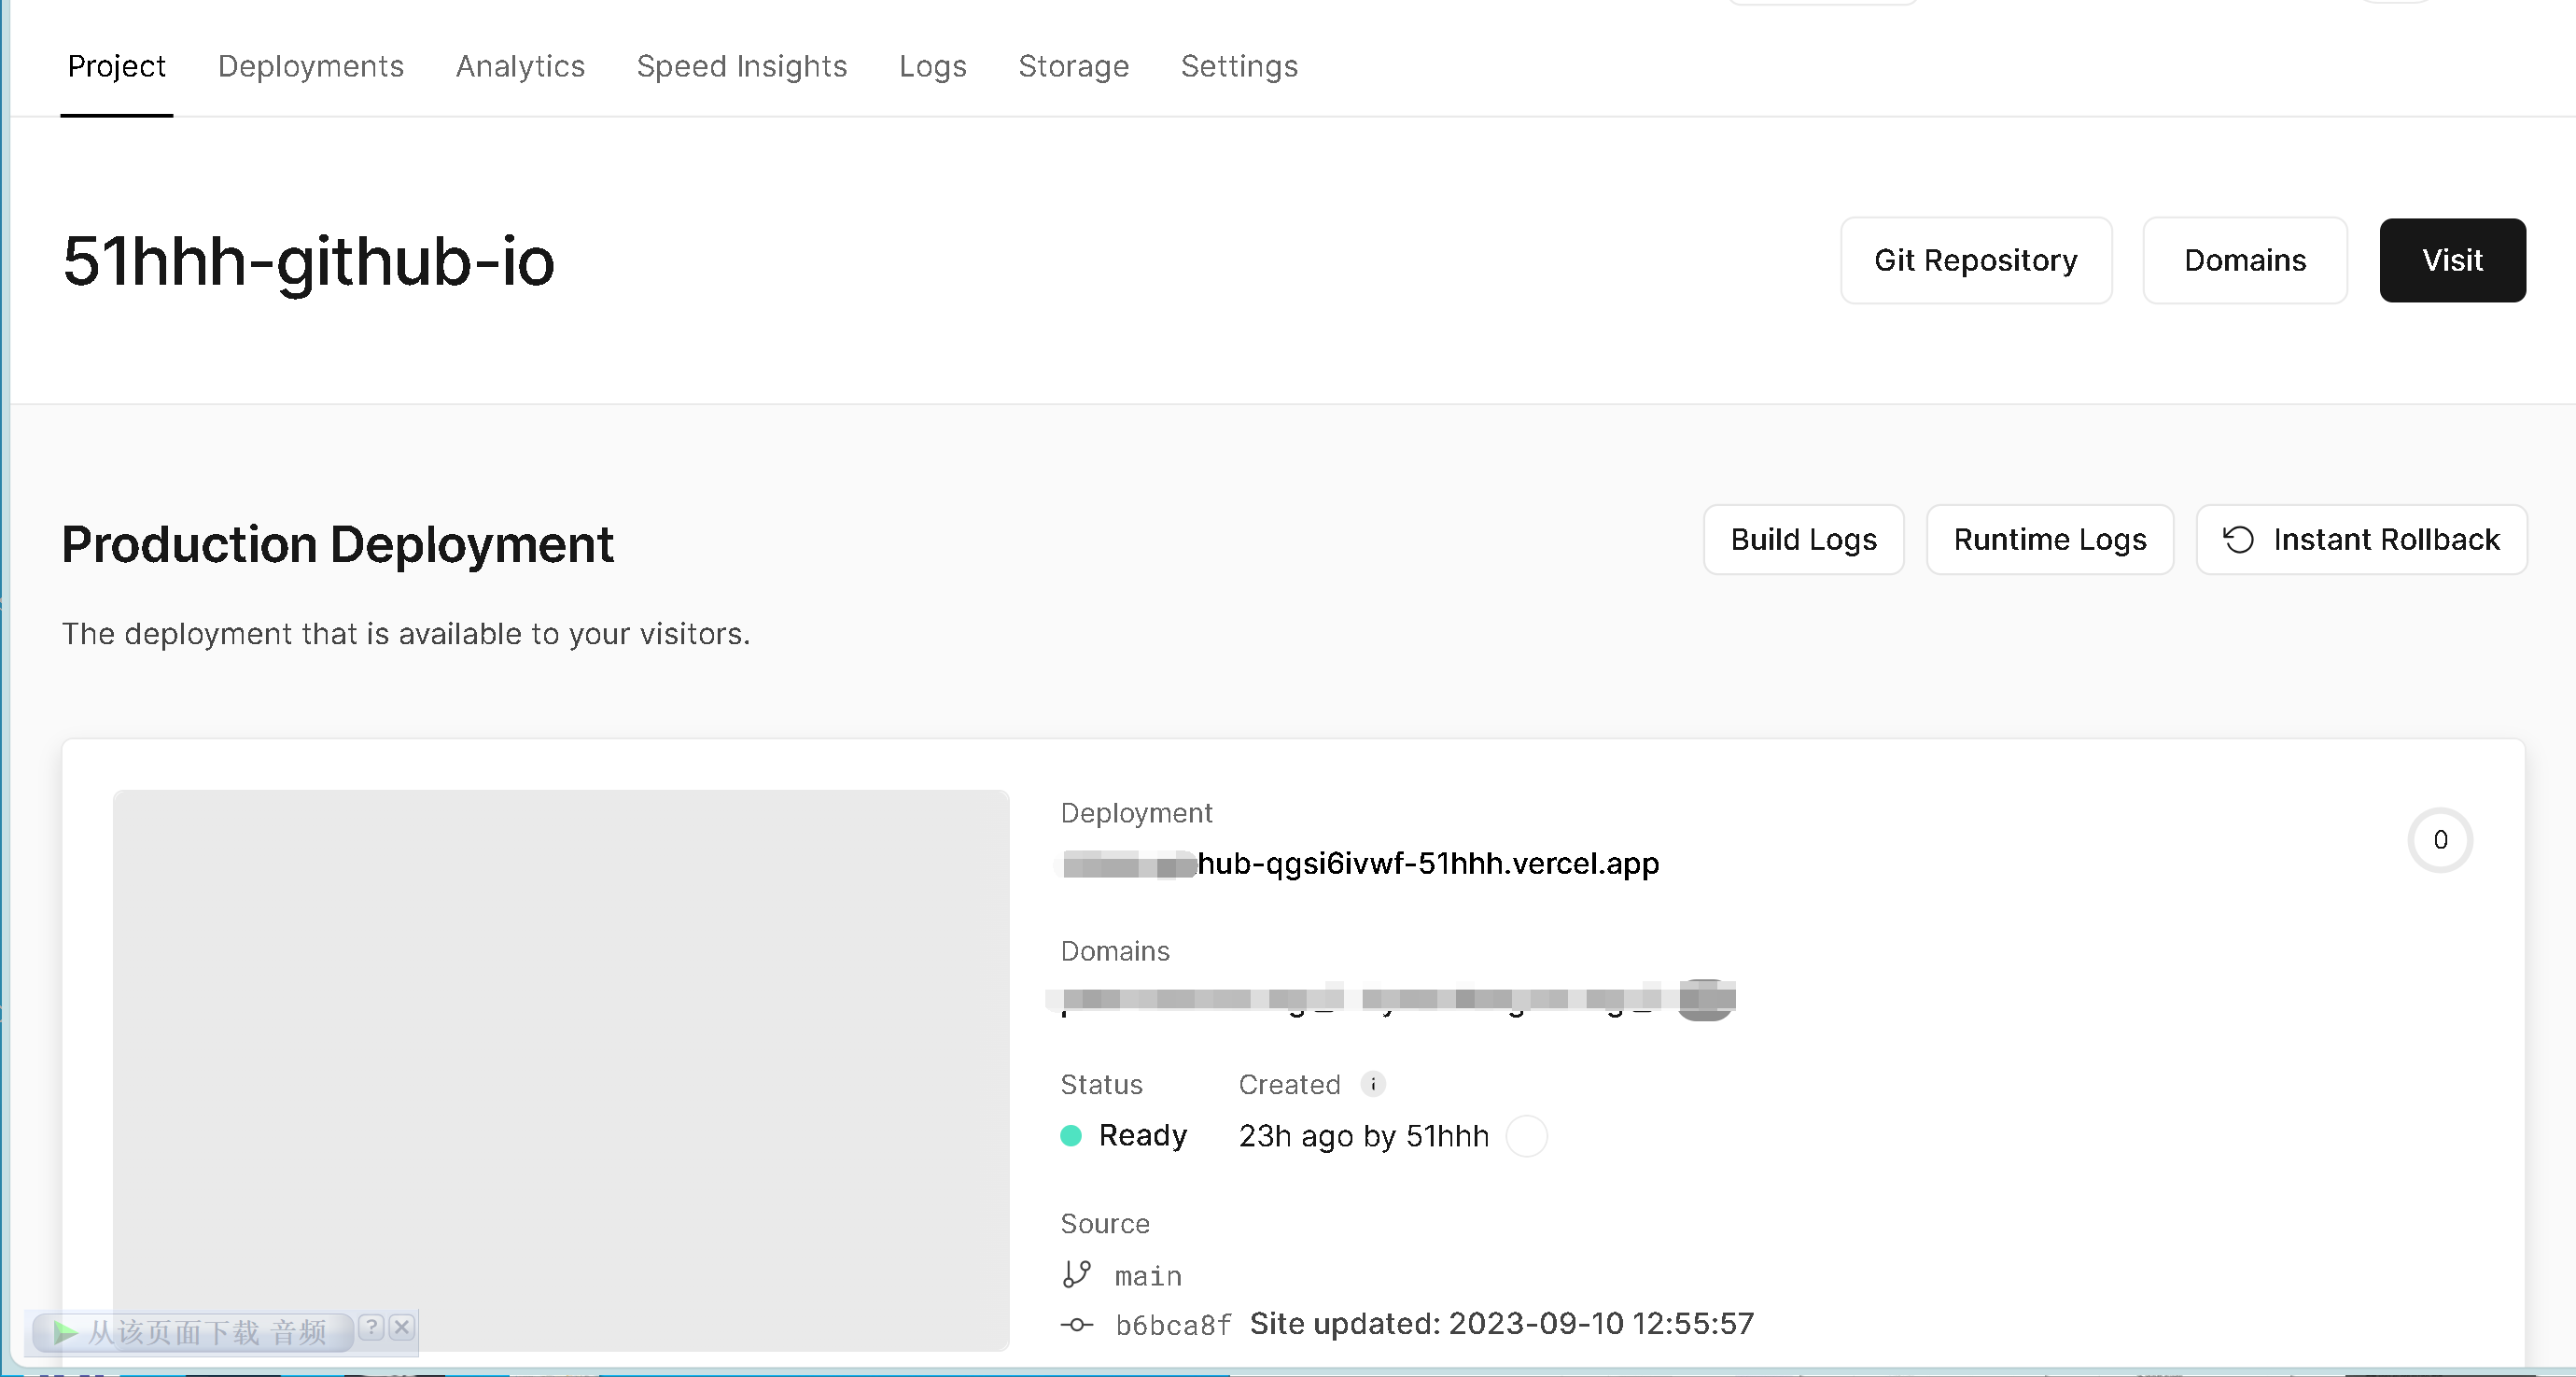 Project Deployments Analytics Speed Insights Logs Storage Settings
51hhh-github-io
Git Repository Domains Visit
Production Deployment
Build Logs Runtime Logs Instant Rollback
The deployment that is available to your visitors.
Deployment
0
hub-qgsi6ivwf-51hhh.vercel.app
Domains
Status Created i
Ready 23h ago by 51hhh
Source
main
b6bca8f Site updated: 2023-09-10 12:55:57
从该页面下载 音频 ?